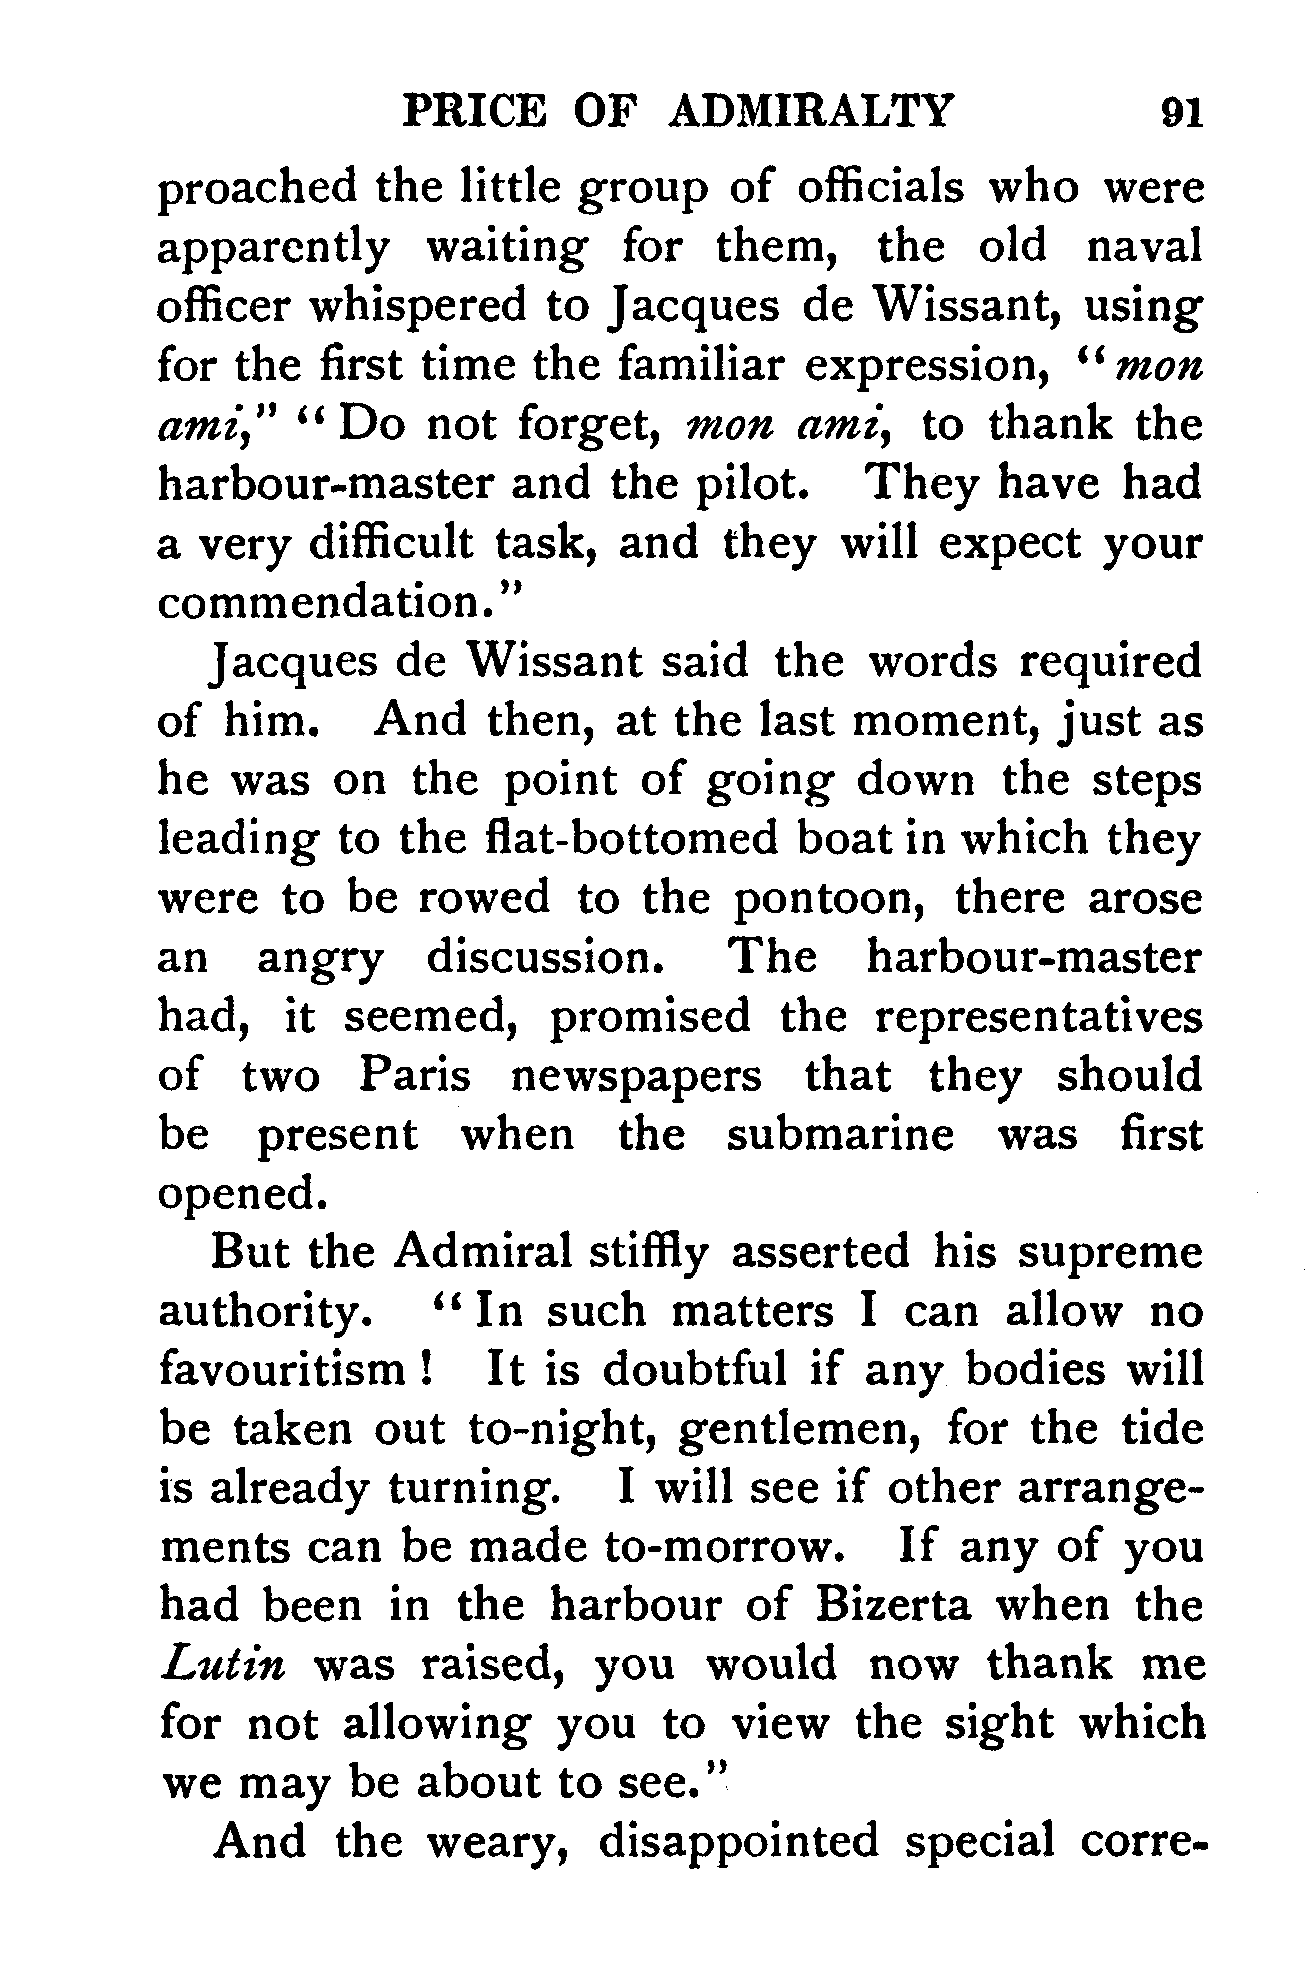 PRICE OF ADMIRALTY 91
proached the little group of officials who were
apparently waiting for them, the old naval
officer whispered to Jacques de Wissant, using
for the first time the familiar expression, “mon
ami,” “Do not forget, mon ami, to thank the
harbour-master and the pilot. They have had
a very difficult task, and they will expect your
commendation.”
Jacques de Wissant said the words required
of him. And then, at the last moment, just as
he was on the point of going down the steps
leading to the flat-bottomed boat in which they
were to be rowed to the pontoon, there arose
an angry discussion. The harbour-master
had, it seemed, promised the representatives
of two Paris newspapers that they should
be present when the submarine was first
opened.
But the Admiral stiffly asserted his supreme
authority. “In such matters I can allow no
favouritism! It is doubtful if any bodies will
be taken out to-night, gentlemen, for the tide
is already turning. I will see if other arrange-
ments can be made to-morrow. If any of you
had been in the harbour of Bizerta when the
Lutin was raised, you would now thank me
for not allowing you to view the sight which
we may be about to see.”
And the weary, disappointed special corre-